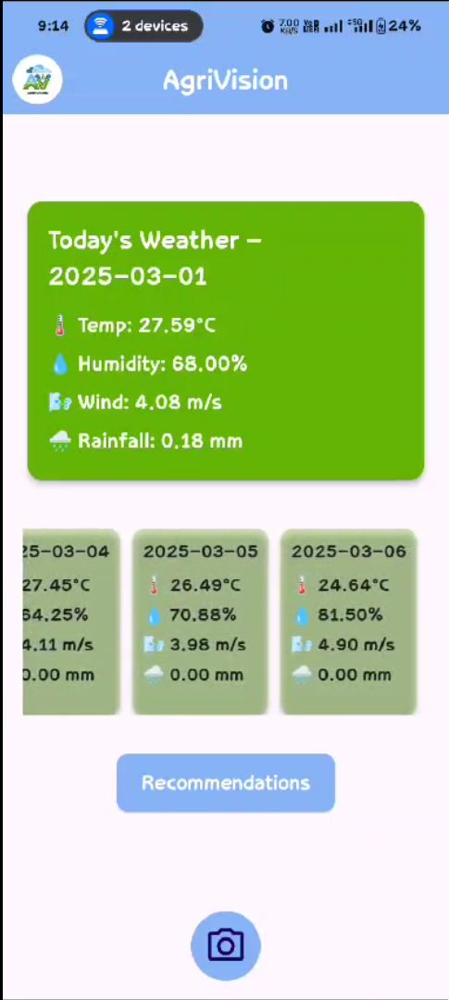 9:14
2 devices
7.00 KB/S
24%
AgriVision
Today's Weather –
2025-03-01
Temp: 27.59°C
Humidity: 68.00%
Wind: 4.08 m/s
Rainfall: 0.18 mm
25-03-04
27.45°C
64.25%
4.11 m/s
0.00 mm
2025-03-05
26.49°C
70.88%
3.98 m/s
0.00 mm
2025-03-06
24.64°C
81.50%
4.90 m/s
0.00 mm
Recommendations